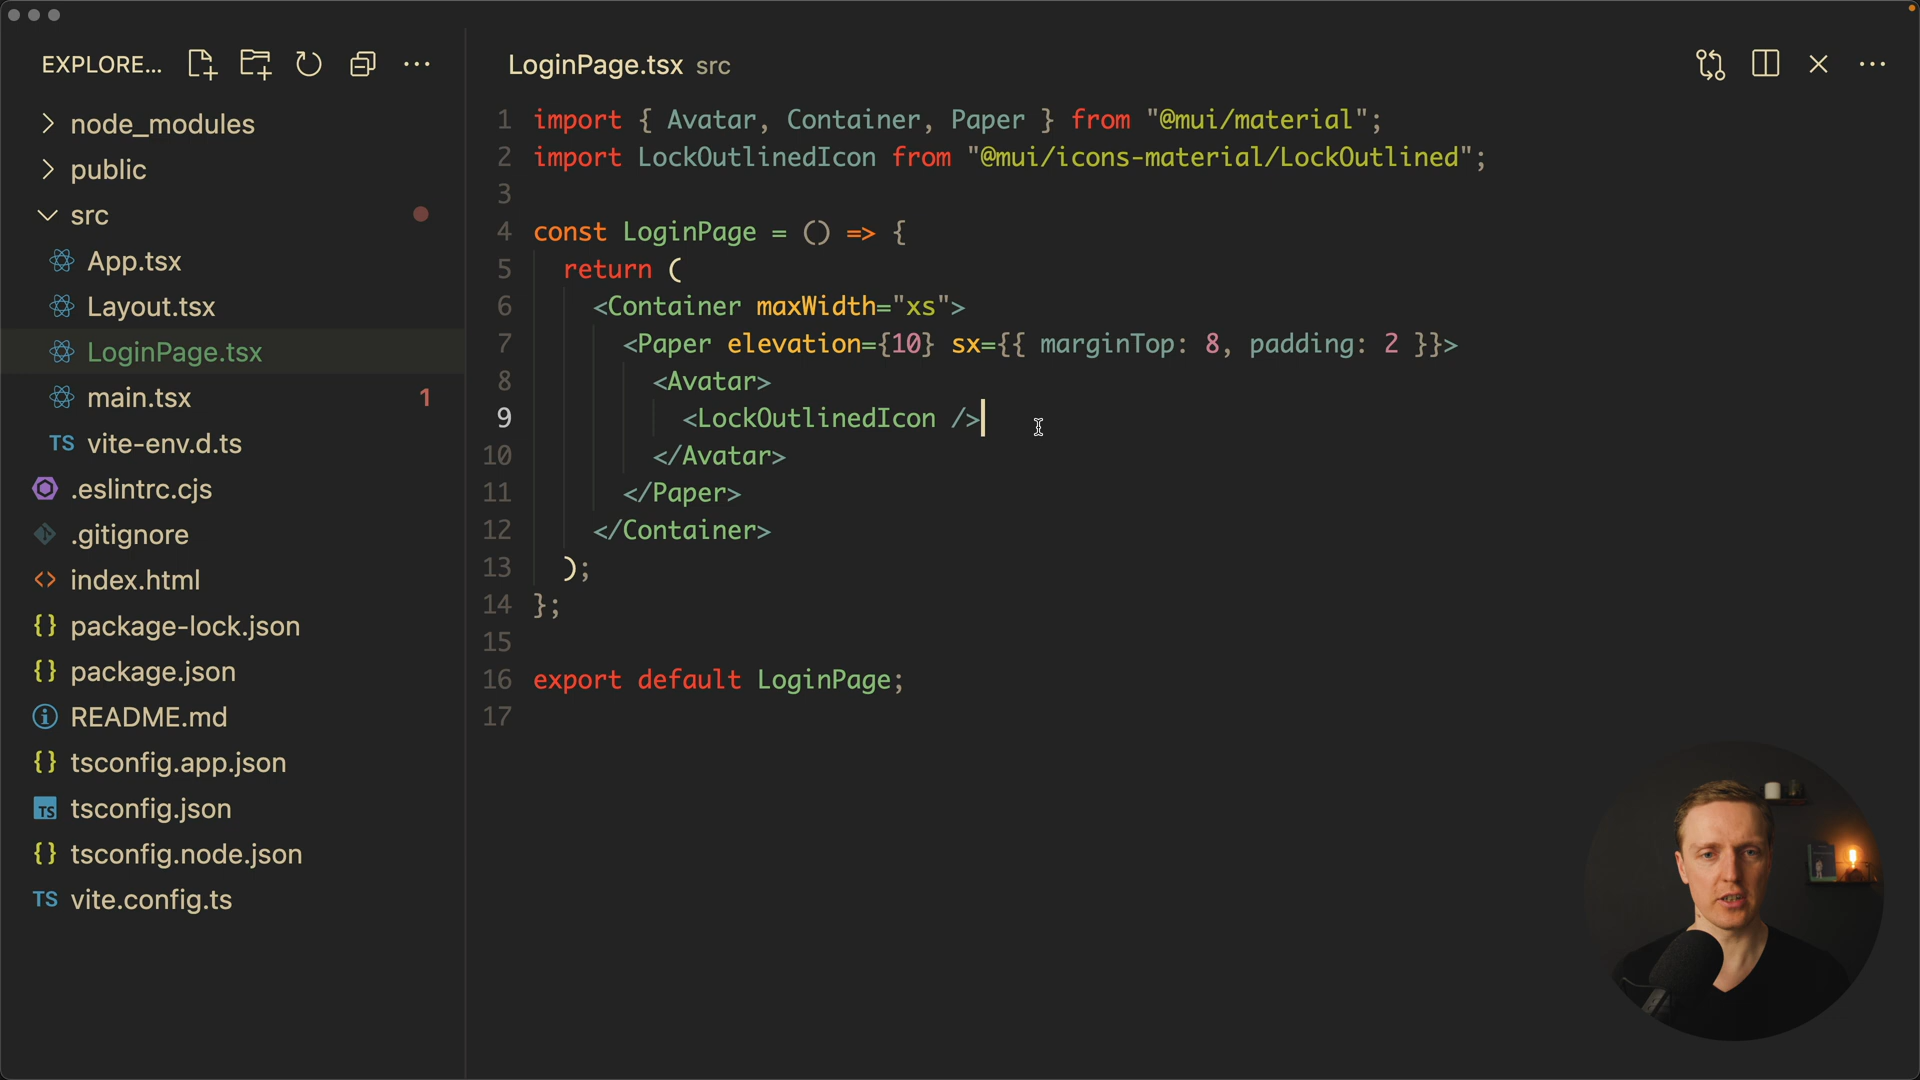 EXPLORE...
node_modules
public
src
App.tsx
Layout.tsx
LoginPage.tsx
main.tsx 1
TS vite-env.d.ts
.eslintrc.cjs
.gitignore
<> index.html
{} package-lock.json
{} package.json
README.md
{} tsconfig.app.json
TS tsconfig.json
{} tsconfig.node.json
TS vite.config.ts
LoginPage.tsx src
1 import { Avatar, Container, Paper } from "@mui/material";
2 import LockOutlinedIcon from "@mui/icons-material/LockOutlined";
3
4 const LoginPage = () => {
5 return (
6 <Container maxWidth="xs">
7 <Paper elevation={10} sx={{ marginTop: 8, padding: 2 }}>
8 <Avatar>
9 <LockOutlinedIcon />
10 </Avatar>
11 </Paper>
12 </Container>
13 );
14 };
15
16 export default LoginPage;
17